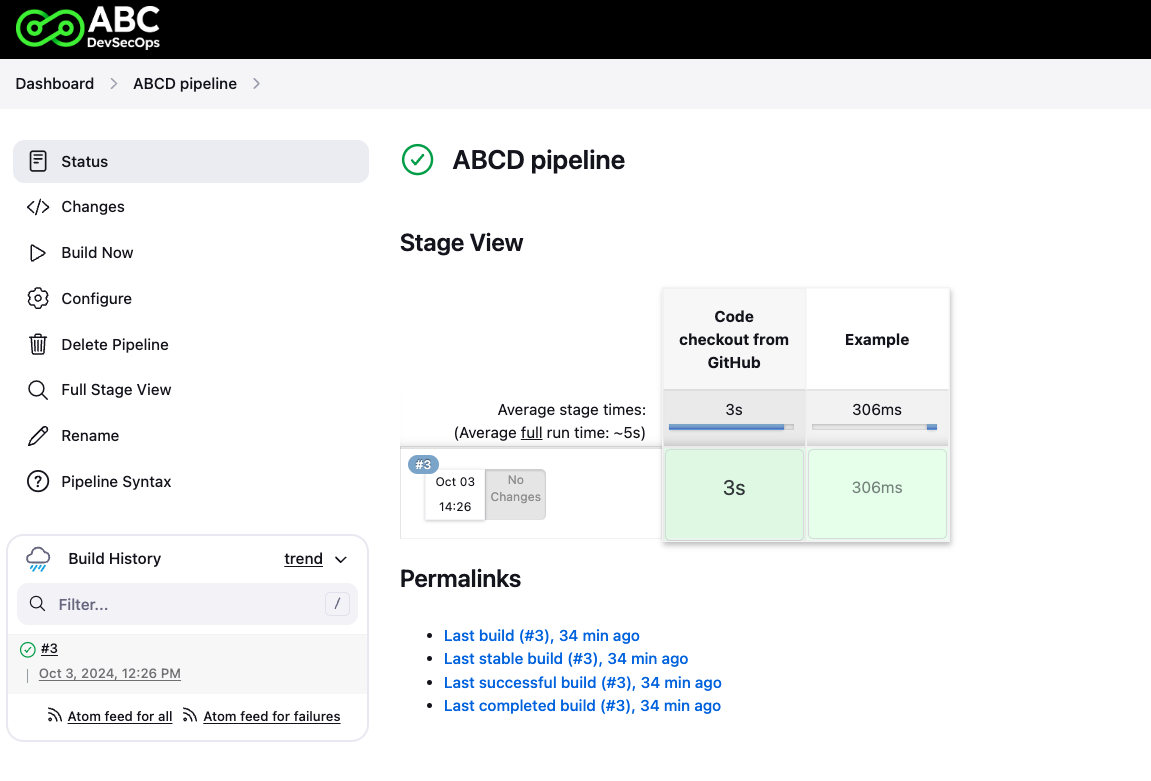 ABC
DevSecOps
Dashboard
ABCD pipeline
Status
Changes
Build Now
Configure
Delete Pipeline
Full Stage View
Rename
Pipeline Syntax
Build History
trend
Filter...
/
#3
Oct 3, 2024, 12:26 PM
Atom feed for all
Atom feed for failures
ABCD pipeline
Stage View
Code
checkout from
GitHub
Example
Average stage times:
(Average full run time: ~5s)
3s
306ms
#3
Oct 03
14:26
No
Changes
3s
306ms
Permalinks
Last build (#3), 34 min ago
Last stable build (#3), 34 min ago
Last successful build (#3), 34 min ago
Last completed build (#3), 34 min ago